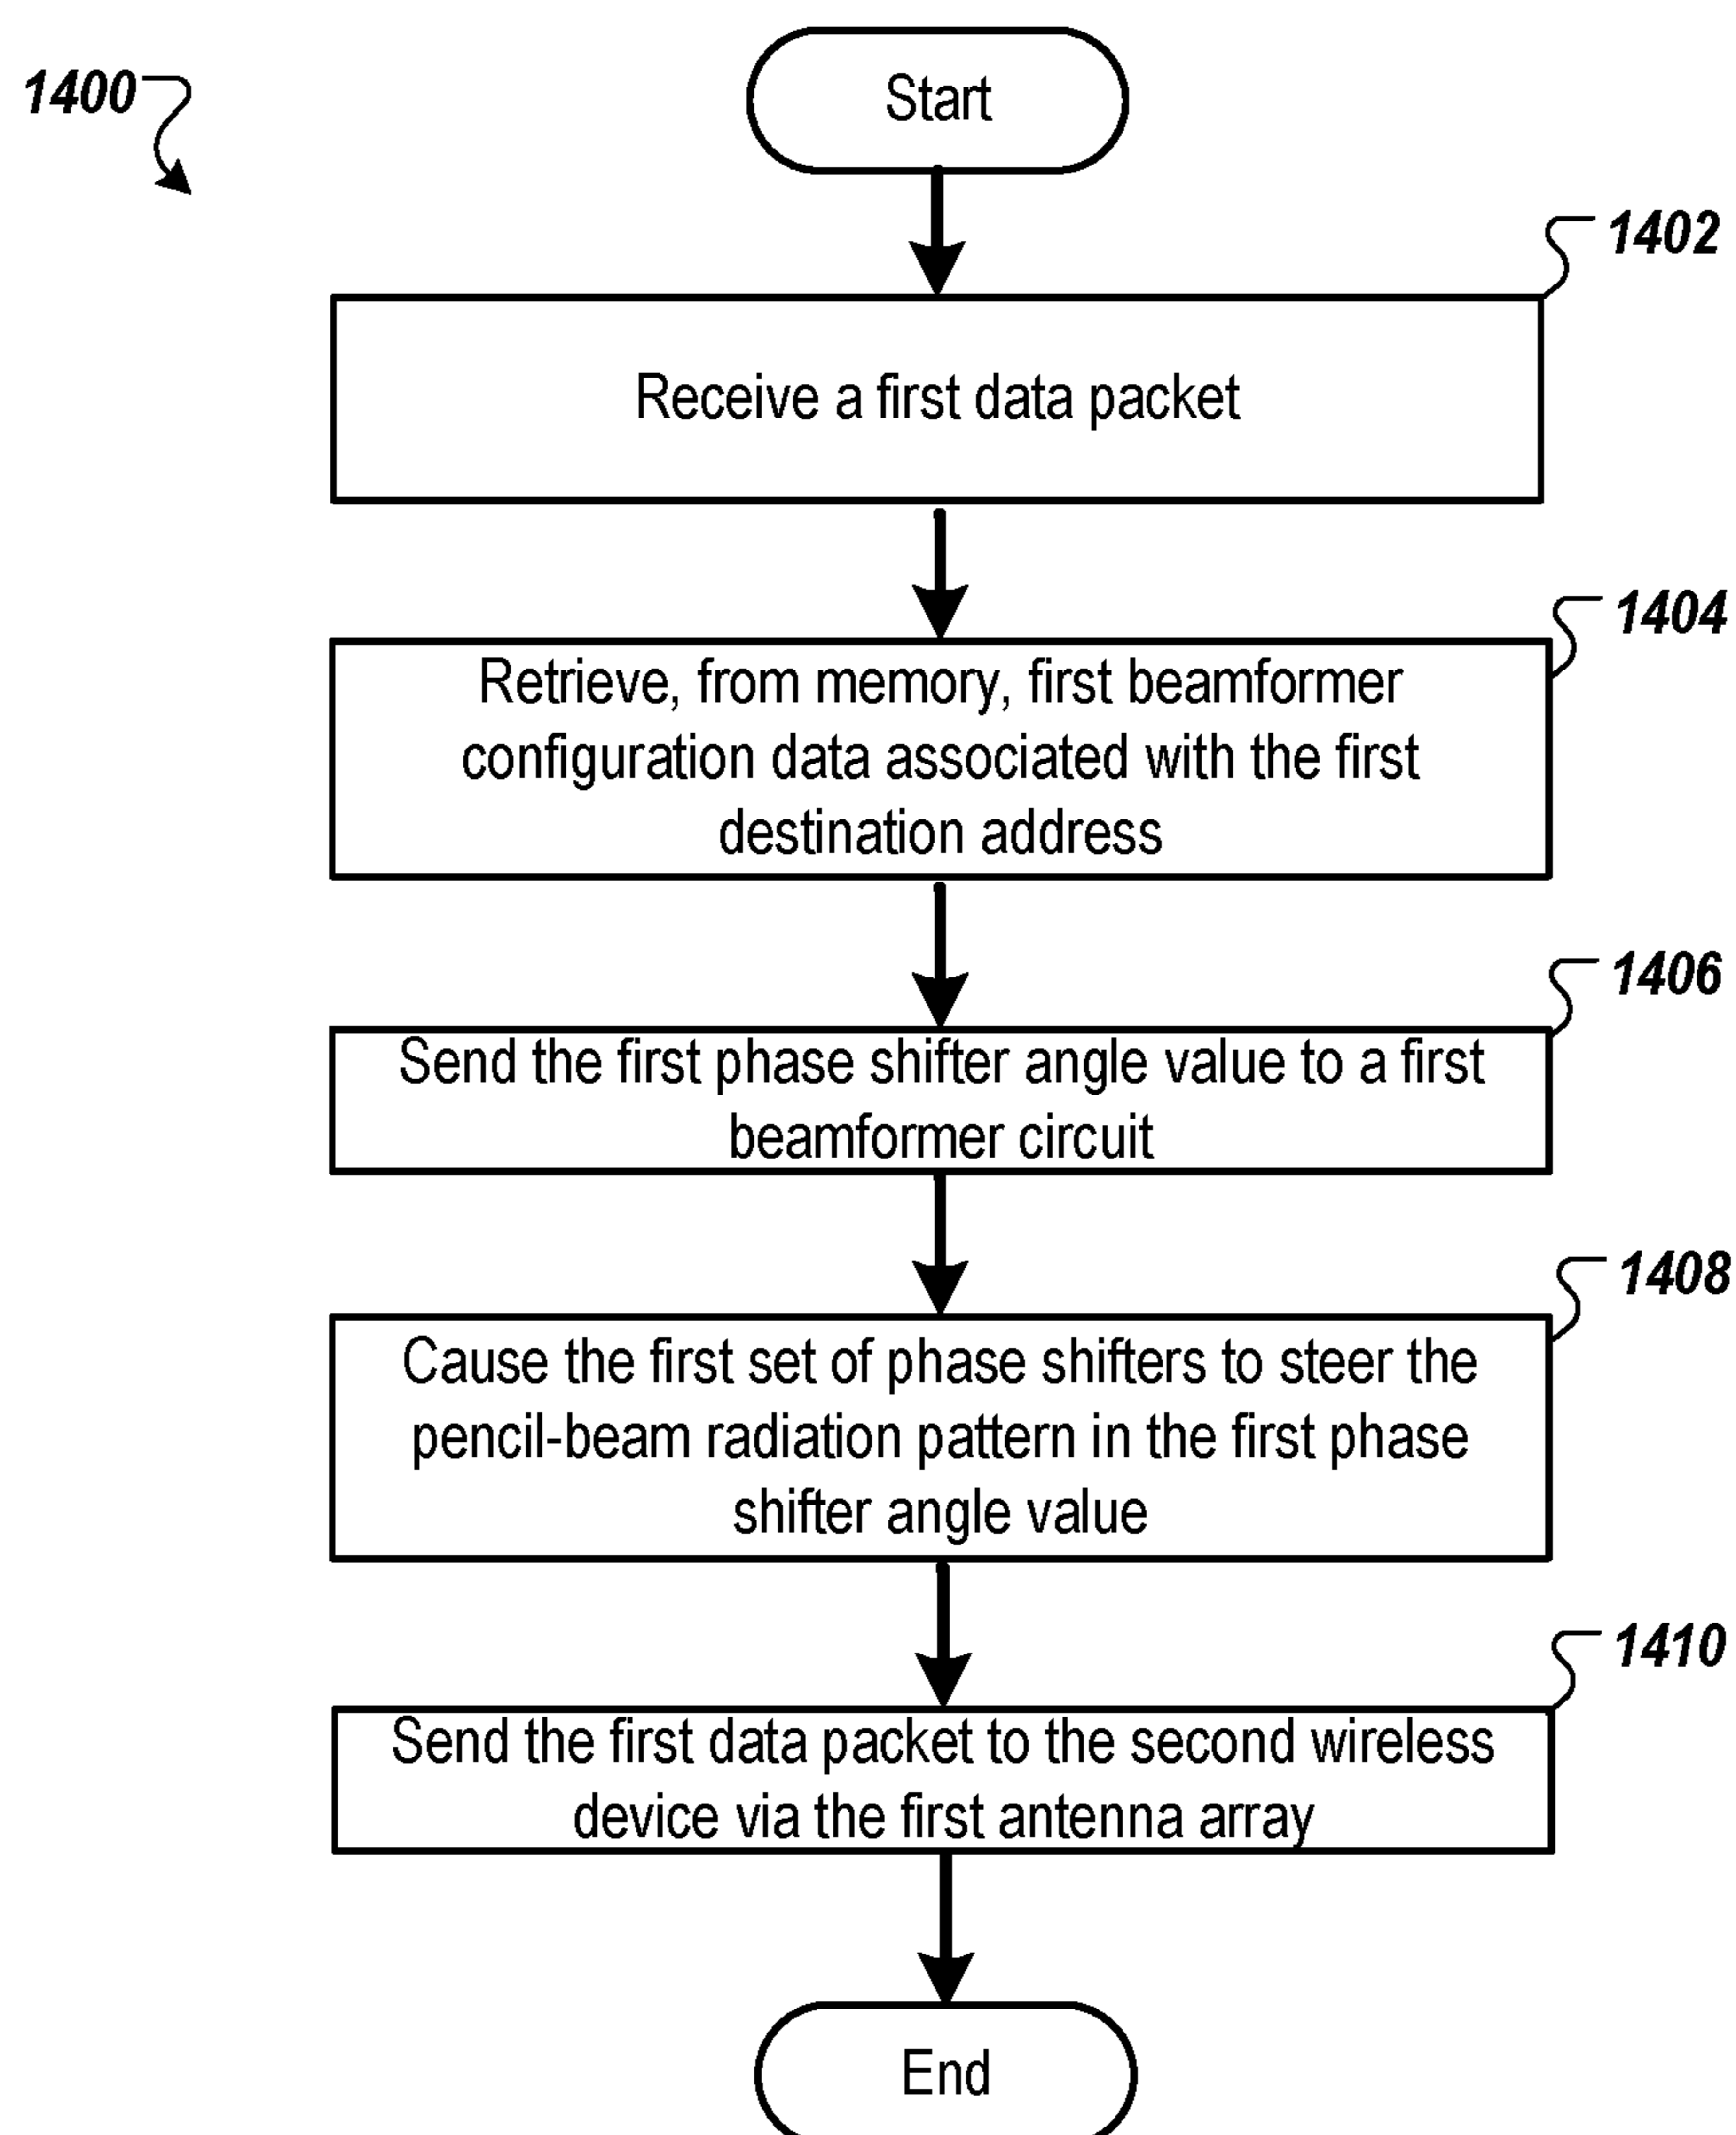 1400
Start
1402
Receive a first data packet
1404
Retrieve, from memory, first beamformer
configuration data associated with the first
destination address
1406
Send the first phase shifter angle value to a first
beamformer circuit
1408
Cause the first set of phase shifters to steer the
pencil-beam radiation pattern in the first phase
shifter angle value
1410
Send the first data packet to the second wireless
device via the first antenna array
End